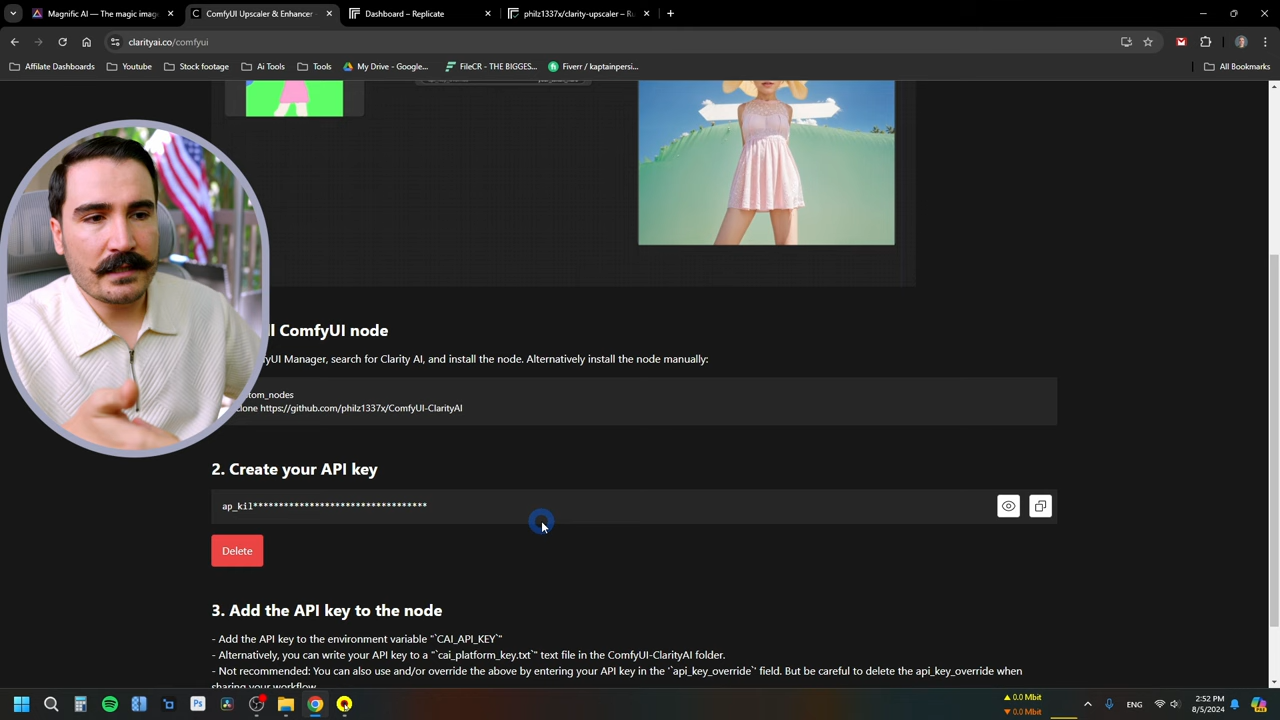 Magnific AI — The magic imag
ComfyUI Upscaler & Enhancer -
Dashboard – Replicate
philz1337x/clarity-upscaler – Ru
clarityai.co/comfyui
Affilate Dashboards
Youtube
Stock footage
Ai Tools
Tools
My Drive - Google...
FileCR - THE BIGGES...
Fiverr / kaptainpersi...
All Bookmarks
ll ComfyUI node
fyUI Manager, search for Clarity AI, and install the node. Alternatively install the node manually:
tom_nodes
lone https://github.com/philz1337x/ComfyUI-ClarityAI
2. Create your API key
ap_kil**********************************
Delete
3. Add the API key to the node
- Add the API key to the environment variable "`CAI_API_KEY`"
- Alternatively, you can write your API key to a "`cai_platform_key.txt`" text file in the ComfyUI-ClarityAI folder.
- Not recommended: You can also use and/or override the above by entering your API key in the `api_key_override` field. But be careful to delete the api_key_override when
sharing your workflow
0.0 Mbit
0.0 Mbit
ENG
2:52 PM
8/5/2024